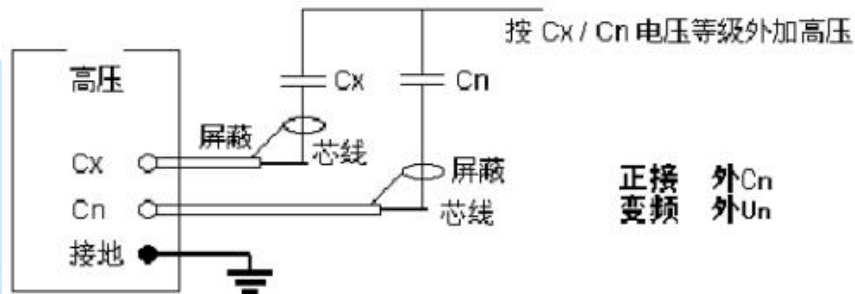 按 Cx / Cn 电压等级外加高压
高压
Cx
Cn
屏蔽
Cx
芯线
屏蔽
Cn
芯线
接地
正接 外Cn
变频 外Un